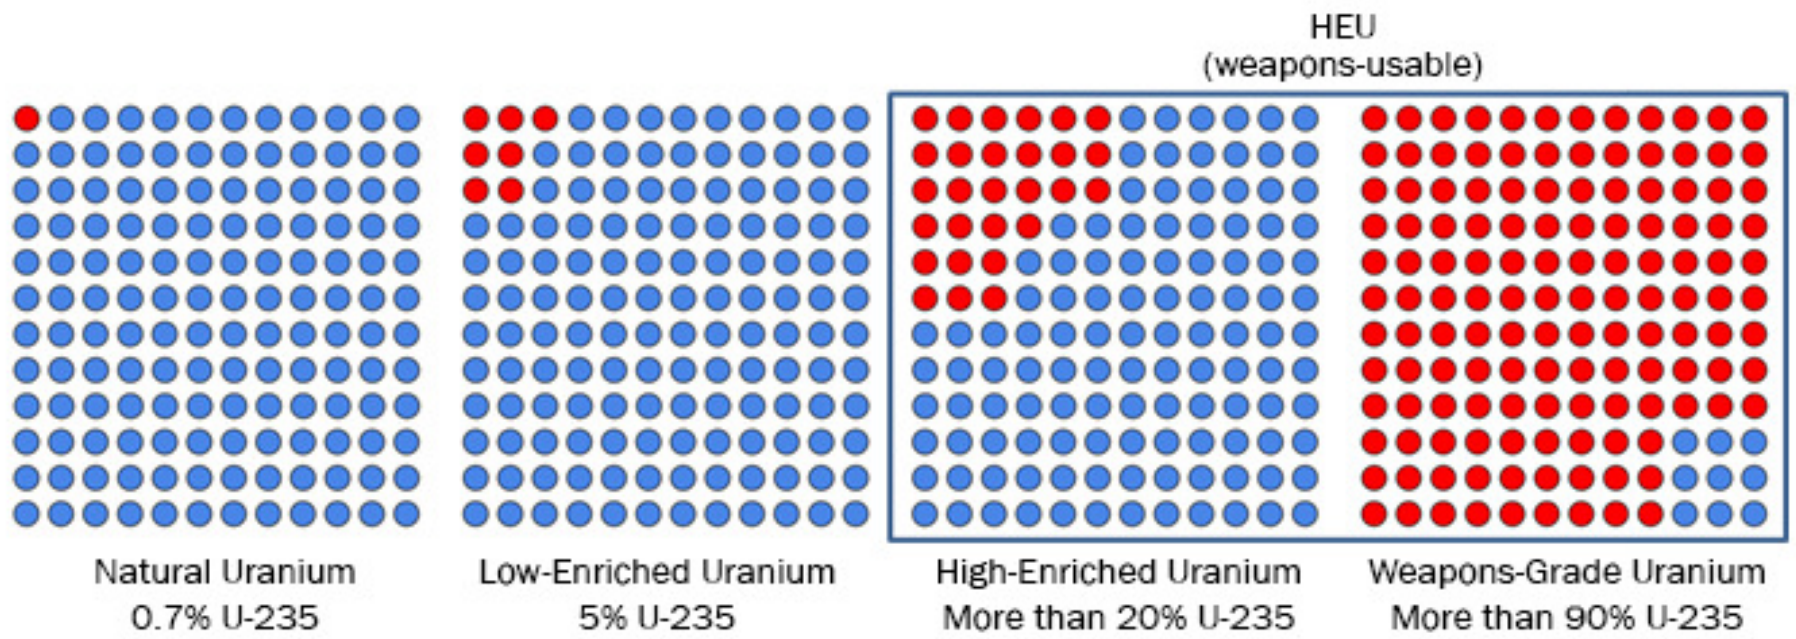 HEU
(weapons-usable)
Natural Uranium
0.7% U-235
Low-Enriched Uranium
5% U-235
High-Enriched Uranium
More than 20% U-235
Weapons-Grade Uranium
More than 90% U-235